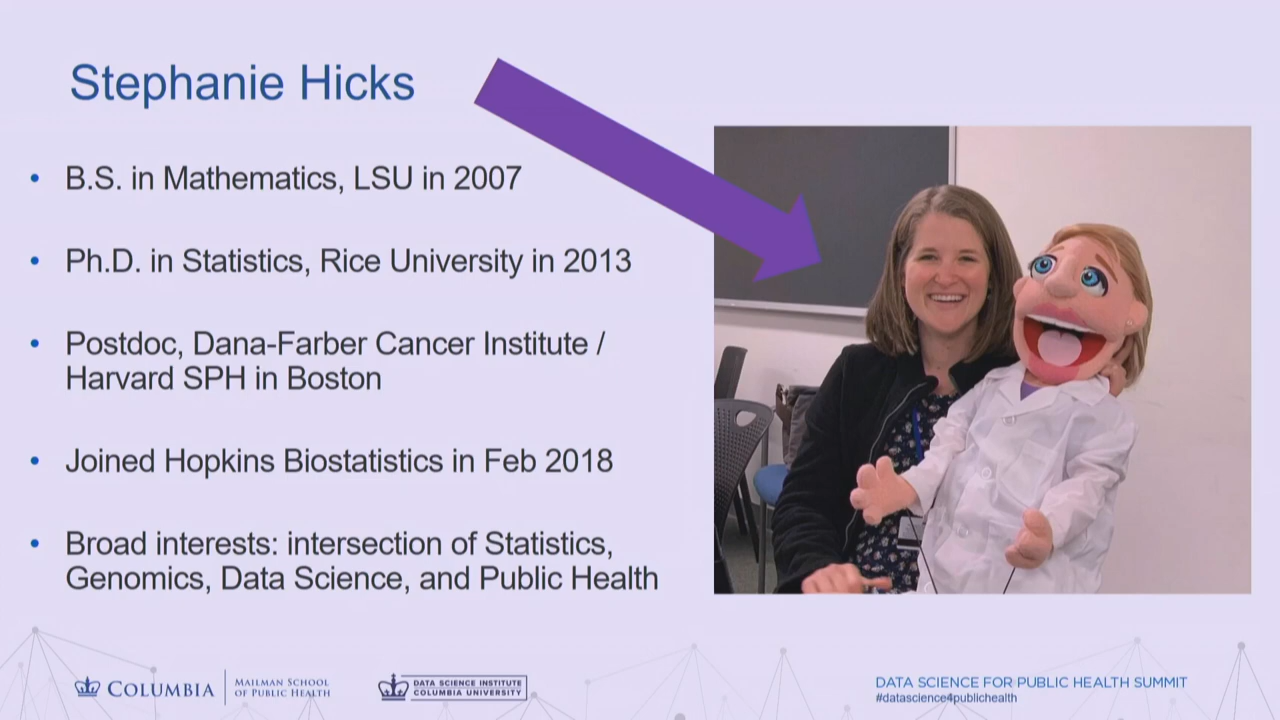 Stephanie Hicks
• B.S. in Mathematics, LSU in 2007
• Ph.D. in Statistics, Rice University in 2013
• Postdoc, Dana-Farber Cancer Institute /
Harvard SPH in Boston
• Joined Hopkins Biostatistics in Feb 2018
• Broad interests: intersection of Statistics,
Genomics, Data Science, and Public Health
COLUMBIA
MAILMAN SCHOOL
OF PUBLIC HEALTH
DATA SCIENCE INSTITUTE
COLUMBIA UNIVERSITY
DATA SCIENCE FOR PUBLIC HEALTH SUMMIT
#datascience4publichealth